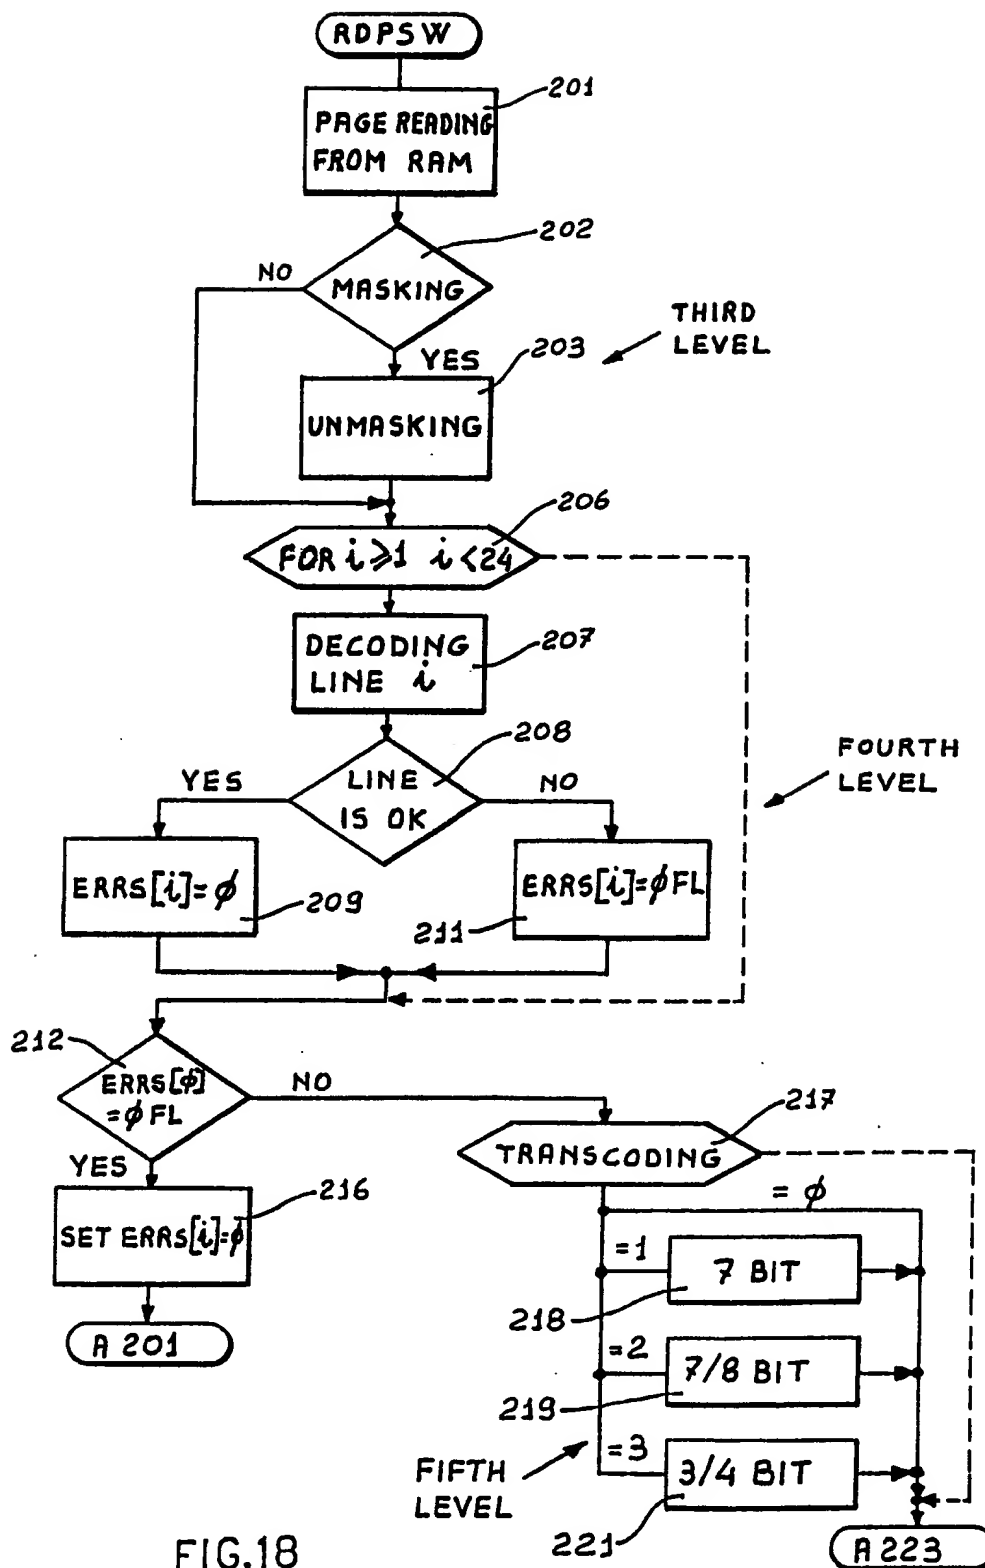 RDPSW
201
PAGE READING
FROM RAM
202
NO
MASKING
THIRD
LEVEL
YES
203
UNMASKING
206
FOR i ⩾1 i <24
DECODING
LINE i
207
208
YES
LINE
IS OK
NO
FOURTH
LEVEL
ERRS[i]=ϕ
209
ERRS[i]=ϕFL
211
212
ERRS[ϕ]
=ϕFL
NO
217
TRANSCODING
YES
216
SET ERRS[i]=ϕ
= ϕ
=1
7 BIT
218
A 201
=2
7/8 BIT
219
=3
3/4 BIT
221
FIFTH
LEVEL
A 223
FIG.18